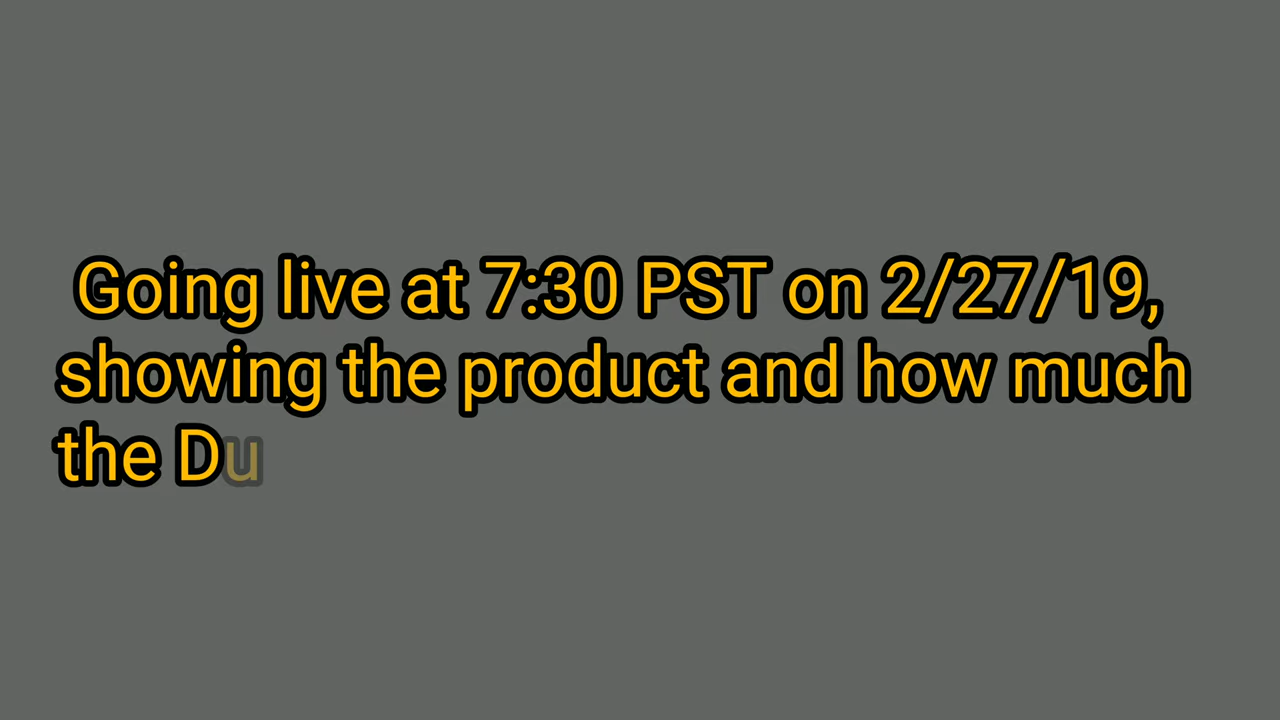 Going live at 7:30 PST on 2/27/19,
showing the product and how much
the Du